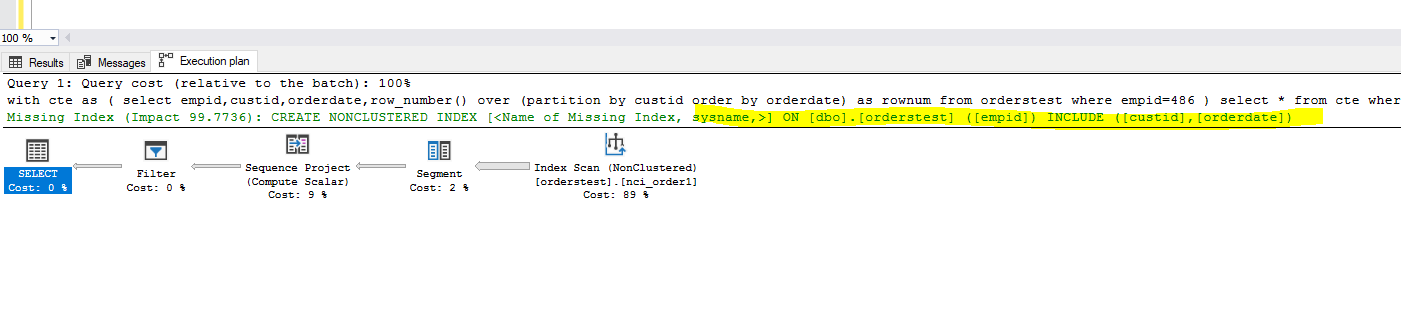 100 %
Results Messages Execution plan
Query 1: Query cost (relative to the batch): 100%
with cte as ( select empid,custid,orderdate,row_number() over (partition by custid order by orderdate) as rownum from orderstest where empid=486 ) select * from cte wher
Missing Index (Impact 99.7736): CREATE NONCLUSTERED INDEX [<Name of Missing Index, sysname,>] ON [dbo].[orderstest] ([empid]) INCLUDE ([custid],[orderdate])
SELECT
Cost: 0 %
Filter
Cost: 0 %
Sequence Project
(Compute Scalar)
Cost: 9 %
Segment
Cost: 2 %
Index Scan (NonClustered)
[orderstest].[nci_order1]
Cost: 89 %